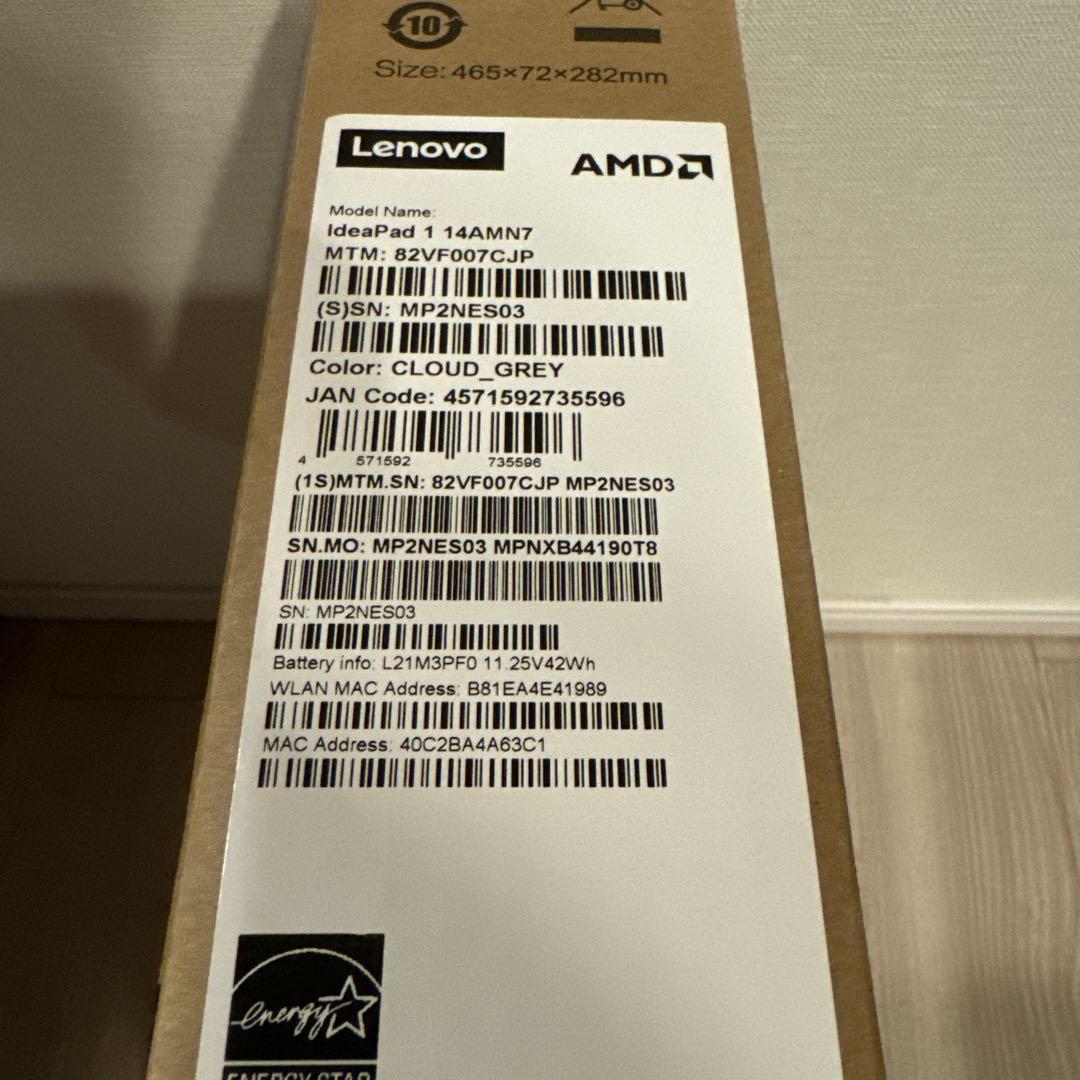 10
Size: 465×72×282mm
Lenovo
AMD
Model Name:
IdeaPad 1 14AMN7
MTM: 82VF007CJP
(S)SN: MP2NES03
Color: CLOUD_GREY
JAN Code: 4571592735596
4 571592 735596
(1S)MTM.SN: 82VF007CJP MP2NES03
SN.MO: MP2NES03 MPNXB44190T8
SN: MP2NES03
Battery info: L21M3PF0 11.25V42Wh
WLAN MAC Address: B81EA4E41989
MAC Address: 40C2BA4A63C1
energy
ENERGY STAR